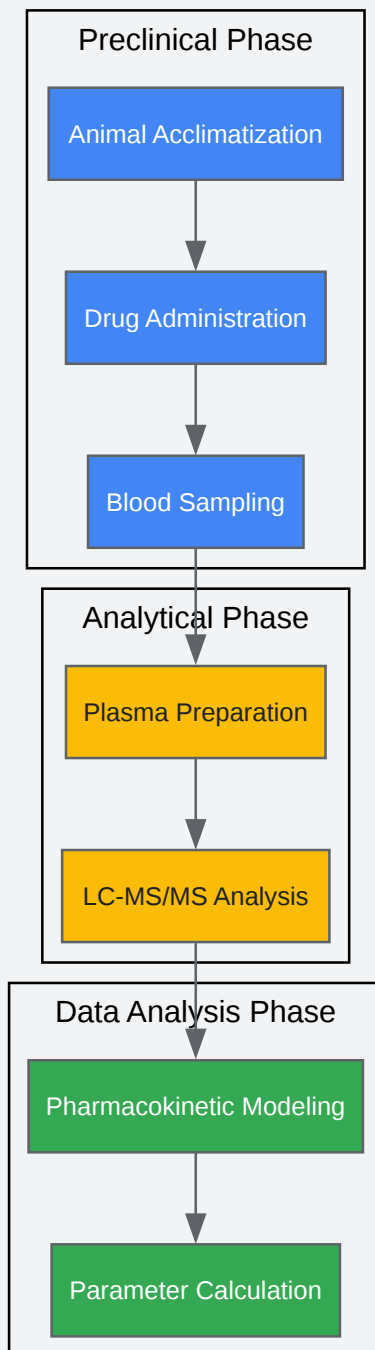 Preclinical Phase
Animal Acclimatization
Drug Administration
Blood Sampling
Analytical Phase
Plasma Preparation
LC-MS/MS Analysis
Data Analysis Phase
Pharmacokinetic Modeling
Parameter Calculation